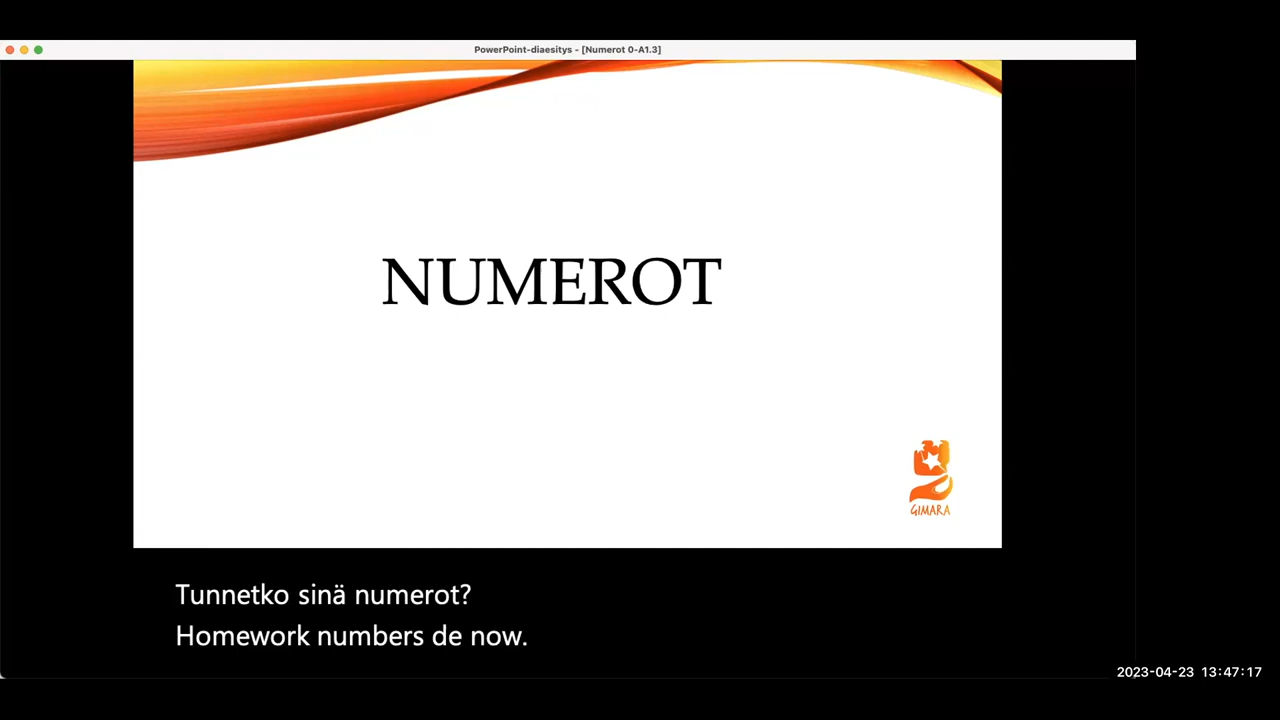 PowerPoint-diaesitys - [Numerot 0-A1.3]
NUMEROT
GIMARA
Tunnetko sinä numerot?
Homework numbers de now.
2023-04-23 13:47:17